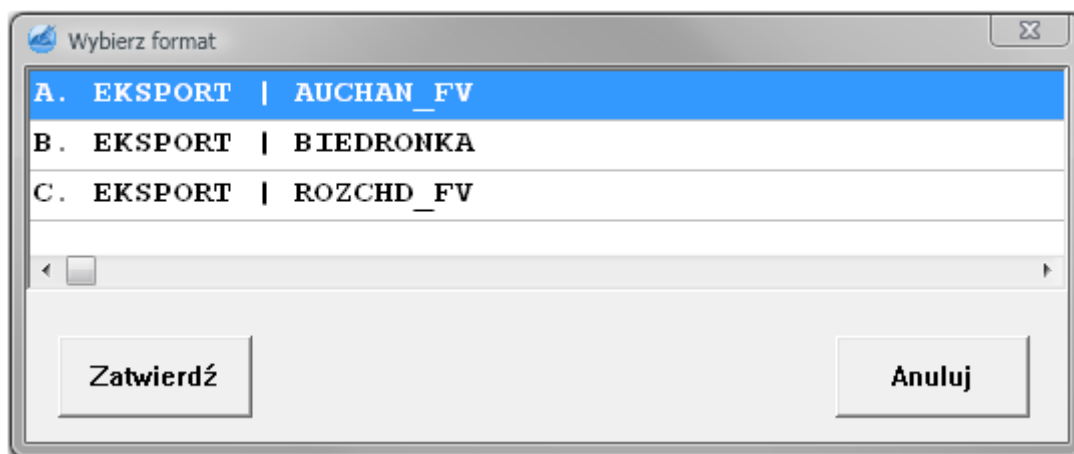 Wybierz format
A. EKSPORT | AUCHAN_FV
B. EKSPORT | BIEDRONKA
C. EKSPORT | ROZCHD_FV
Zatwierdź Anuluj